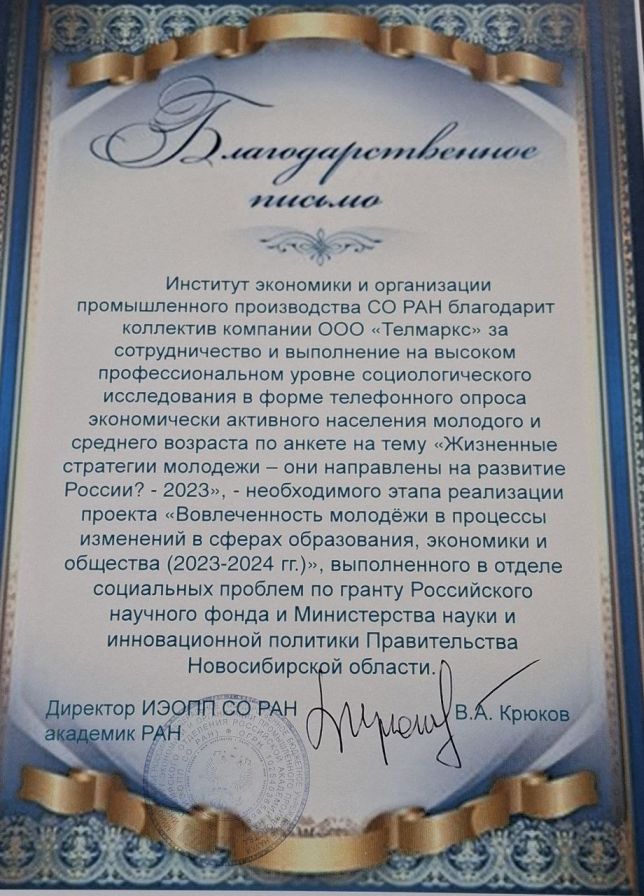 Благодарственное
письмо
Институт экономики и организации
промышленного производства СО РАН благодарит
коллектив компании ООО «Телмаркс» за
сотрудничество и выполнение на высоком
профессиональном уровне социологического
исследования в форме телефонного опроса
экономически активного населения молодого и
среднего возраста по анкете на тему «Жизненные
стратегии молодежи – они направлены на развитие
России? - 2023», - необходимого этапа реализации
проекта «Вовлеченность молодёжи в процессы
изменений в сферах образования, экономики и
общества (2023-2024 гг.)», выполненного в отделе
социальных проблем по гранту Российского
научного фонда и Министерства науки и
инновационной политики Правительства
Новосибирской области.
Директор ИЭОПП СО РАН
академик РАН
В.А. Крюков